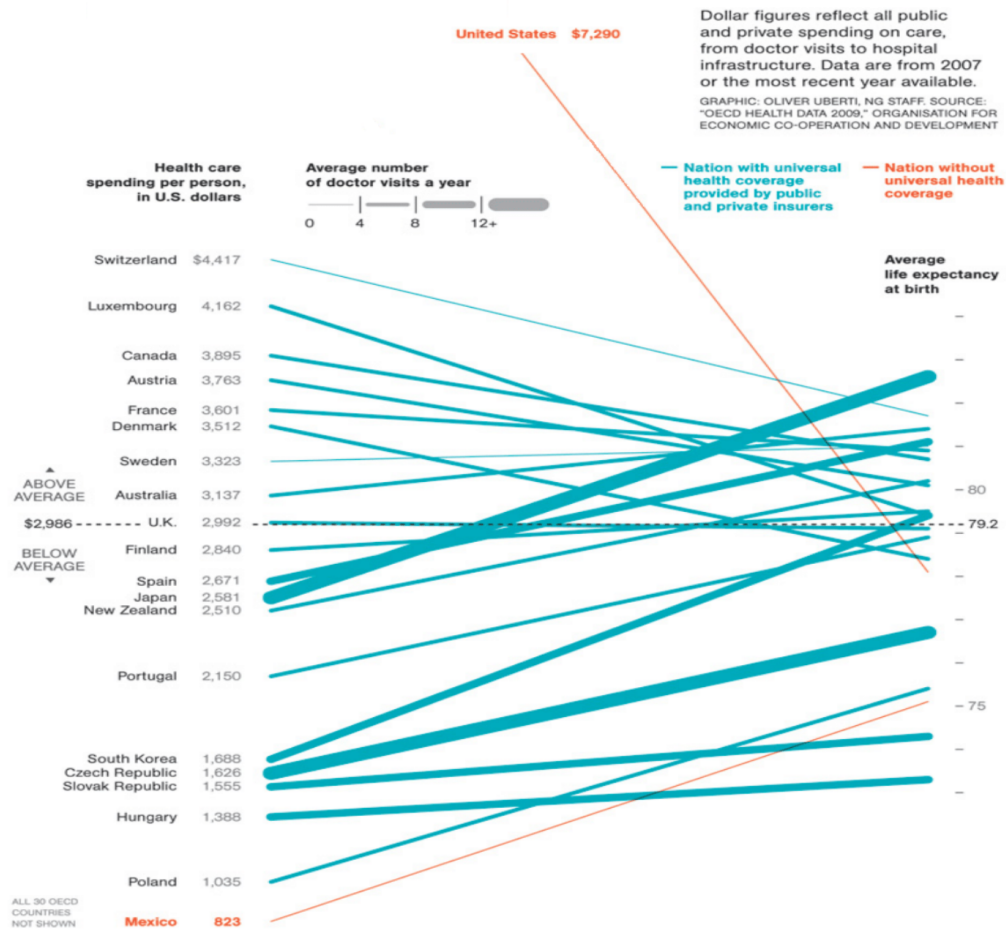 United States $7,290
Dollar figures reflect all public
and private spending on care,
from doctor visits to hospital
infrastructure. Data are from 2007
or the most recent year available.
GRAPHIC: OLIVER UBERTI, NG STAFF. SOURCE:
"OECD HEALTH DATA 2009," ORGANISATION FOR
ECONOMIC CO-OPERATION AND DEVELOPMENT
Health care
spending per person,
in U.S. dollars
Average number
of doctor visits a year
0 4 8 12+
Nation with universal
health coverage
provided by public
and private insurers
Nation without
universal health
coverage
Average
life expectancy
at birth
Switzerland $4,417
Luxembourg 4,162
Canada 3,895
Austria 3,763
France 3,601
Denmark 3,512
Sweden 3,323
ABOVE
AVERAGE
Australia 3,137
80
$2,986
U.K. 2,992
79.2
BELOW
AVERAGE
Finland 2,840
Spain 2,671
Japan 2,581
New Zealand 2,510
Portugal 2,150
75
South Korea 1,688
Czech Republic 1,626
Slovak Republic 1,555
Hungary 1,388
Poland 1,035
ALL 30 OECD
COUNTRIES
NOT SHOWN
Mexico 823